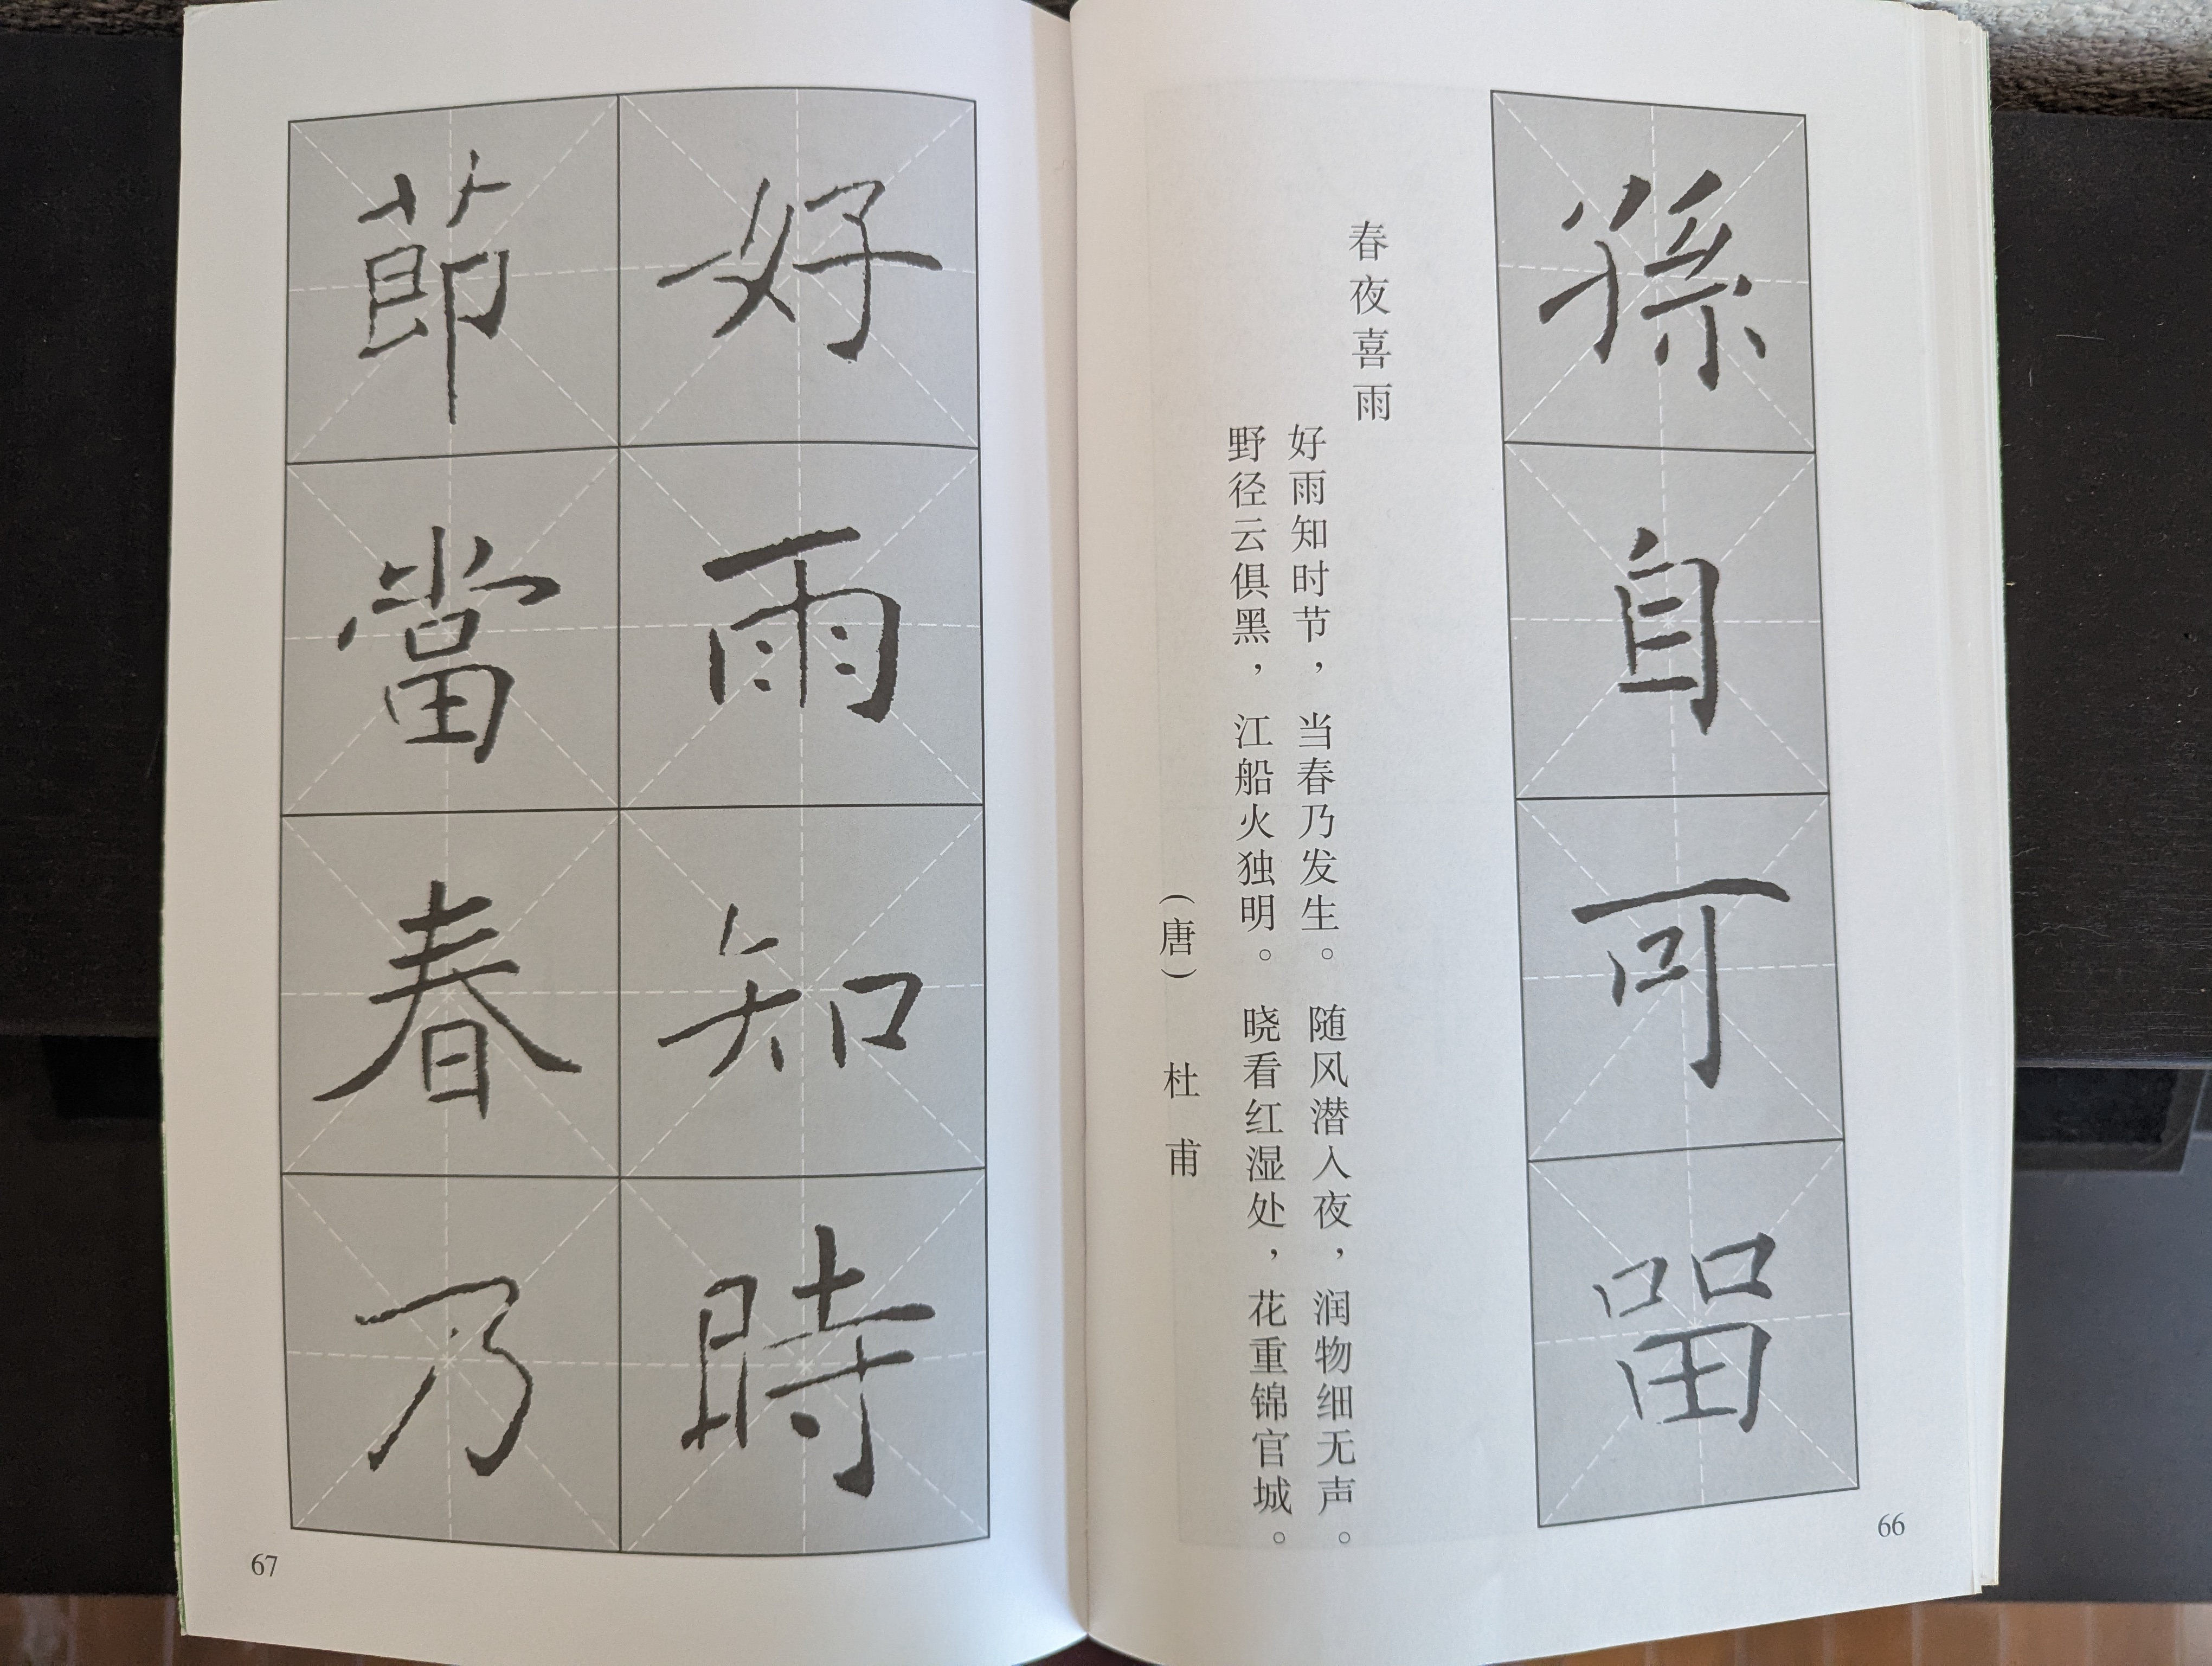 孫自可畱
春夜喜雨
好雨知时节，当春乃发生。随风潜入夜，润物细无声。
野径云俱黑，江船火独明。晓看红湿处，花重锦官城。
（唐） 杜甫
66
好雨知時
節當春乃
67